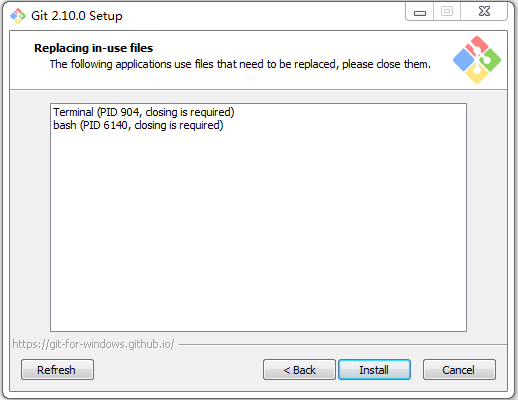 Git 2.10.0 Setup
Replacing in-use files
The following applications use files that need to be replaced, please close them.
Terminal (PID 904, closing is required)
bash (PID 6140, closing is required)
https://git-for-windows.github.io/
Refresh
< Back
Install
Cancel